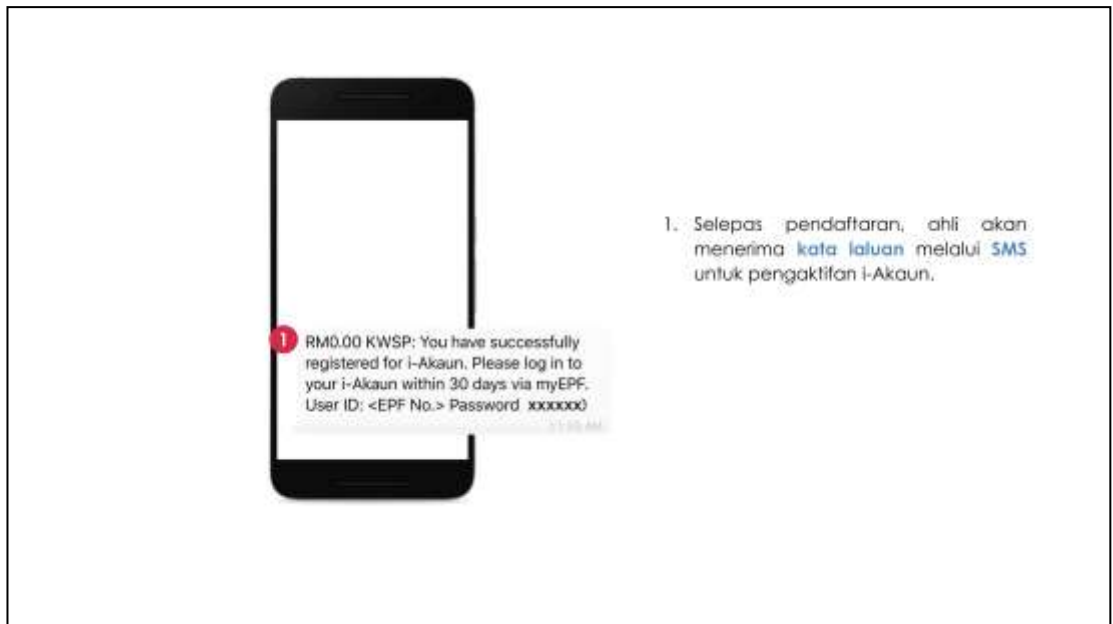 1
RM0.00 KWSP: You have successfully
registered for i-Akaun. Please log in to
your i-Akaun within 30 days via myEPF.
User ID: <EPF No.> Password xxxxxx)
1. Selepas pendaftaran, ahli akan
menerima kata laluan melalui SMS
untuk pengaktifan i-Akaun.